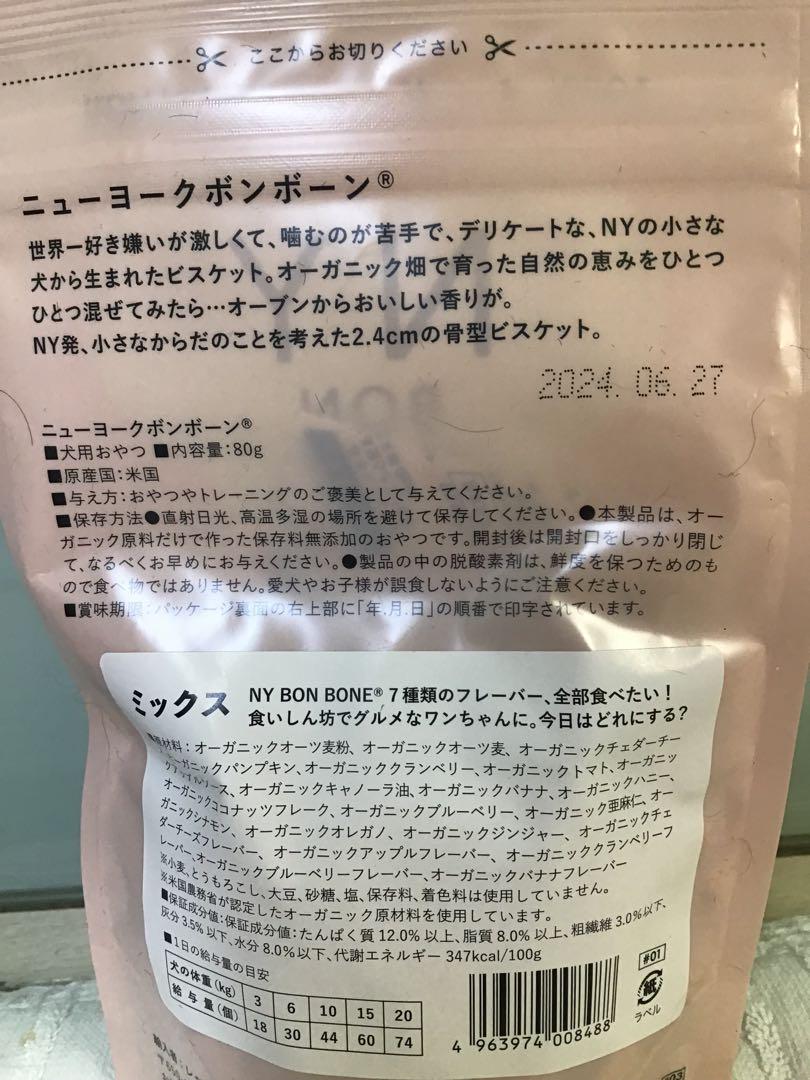 ここからお切りください
ニューヨークボンボーン®
世界一好き嫌いが激しくて、噛むのが苦手で、デリケートな、NYの小さな
犬から生まれたビスケット。オーガニック畑で育った自然の恵みをひとつ
ひとつ混ぜてみたら…オーブンからおいしい香りが。
NY発、小さなからだのことを考えた2.4cmの骨型ビスケット。
2024. 06. 27
ニューヨークボンボーン®
■犬用おやつ ■内容量：80g
■原産国：米国
■与え方：おやつやトレーニングのご褒美として与えてください。
■保存方法●直射日光、高温多湿の場所を避けて保存してください。●本製品は、オー
ガニック原料だけで作った保存料無添加のおやつです。開封後は開封口をしっかり閉じ
て、なるべくお早めにお与えください。●製品の中の脱酸素剤は、鮮度を保つためのも
ので食べ物ではありません。愛犬やお子様が誤食しないようにご注意ください。
■賞味期限：パッケージ裏面の右上部に「年.月.日」の順番で印字されています。
ミックス
NY BON BONE® 7種類のフレーバー、全部食べたい！
食いしん坊でグルメなワンちゃんに。今日はどれにする？
原材料：オーガニックオーツ麦粉、オーガニックオーツ麦、オーガニックチェダーチー
ーガニックパンプキン、オーガニッククランベリー、オーガニックトマト、オーガニッ
ース、オーガニックキャノーラ油、オーガニックバナナ、オーガニックハニー、
オーガニックココナッツフレーク、オーガニックブルーベリー、オーガニック亜麻仁、オー
ガニックシナモン、オーガニックオレガノ、オーガニックジンジャー、オーガニックチェ
ダーチーズフレーバー、オーガニックアップルフレーバー、オーガニッククランベリーフ
レーバー、オーガニックブルーベリーフレーバー、オーガニックバナナフレーバー
※小麦、とうもろこし、大豆、砂糖、塩、保存料、着色料は使用していません。
※米国農務省が認定したオーガニック原材料を使用しています。
■保証成分値：保証成分値：たんぱく質12.0%以上、脂質8.0%以上、粗繊維3.0%以下、
灰分3.5%以下、水分8.0%以下、代謝エネルギー 347kcal/100g
■1日の給与量の目安
犬の体重(kg) 3 6 10 15 20
給与量(個) 18 30 44 60 74
4 963974 008488
#01
紙
ラベル
輸入者：